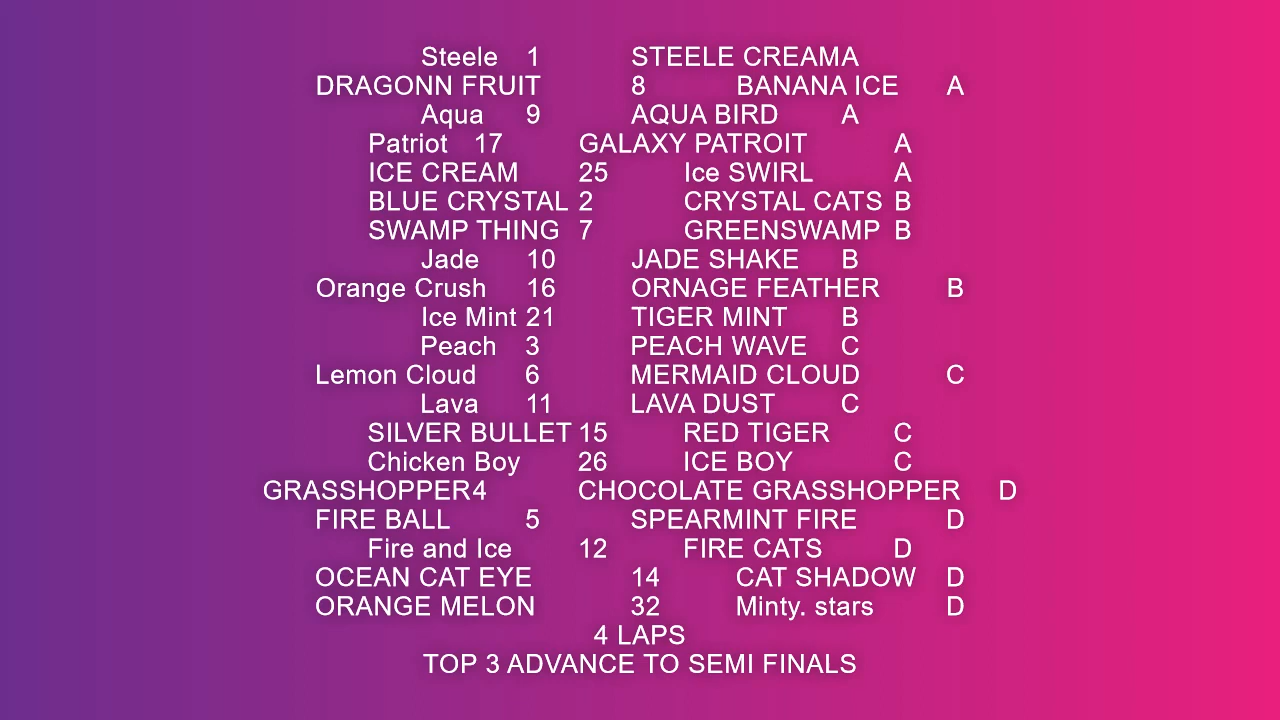 Steele 1 STEELE CREAMA
DRAGONN FRUIT 8 BANANA ICE A
Aqua 9 AQUA BIRD A
Patriot 17 GALAXY PATROIT A
ICE CREAM 25 Ice SWIRL A
BLUE CRYSTAL 2 CRYSTAL CATS B
SWAMP THING 7 GREENSWAMP B
Jade 10 JADE SHAKE B
Orange Crush 16 ORNAGE FEATHER B
Ice Mint 21 TIGER MINT B
Peach 3 PEACH WAVE C
Lemon Cloud 6 MERMAID CLOUD C
Lava 11 LAVA DUST C
SILVER BULLET 15 RED TIGER C
Chicken Boy 26 ICE BOY C
GRASSHOPPER4 CHOCOLATE GRASSHOPPER D
FIRE BALL 5 SPEARMINT FIRE D
Fire and Ice 12 FIRE CATS D
OCEAN CAT EYE 14 CAT SHADOW D
ORANGE MELON 32 Minty. stars D
4 LAPS
TOP 3 ADVANCE TO SEMI FINALS